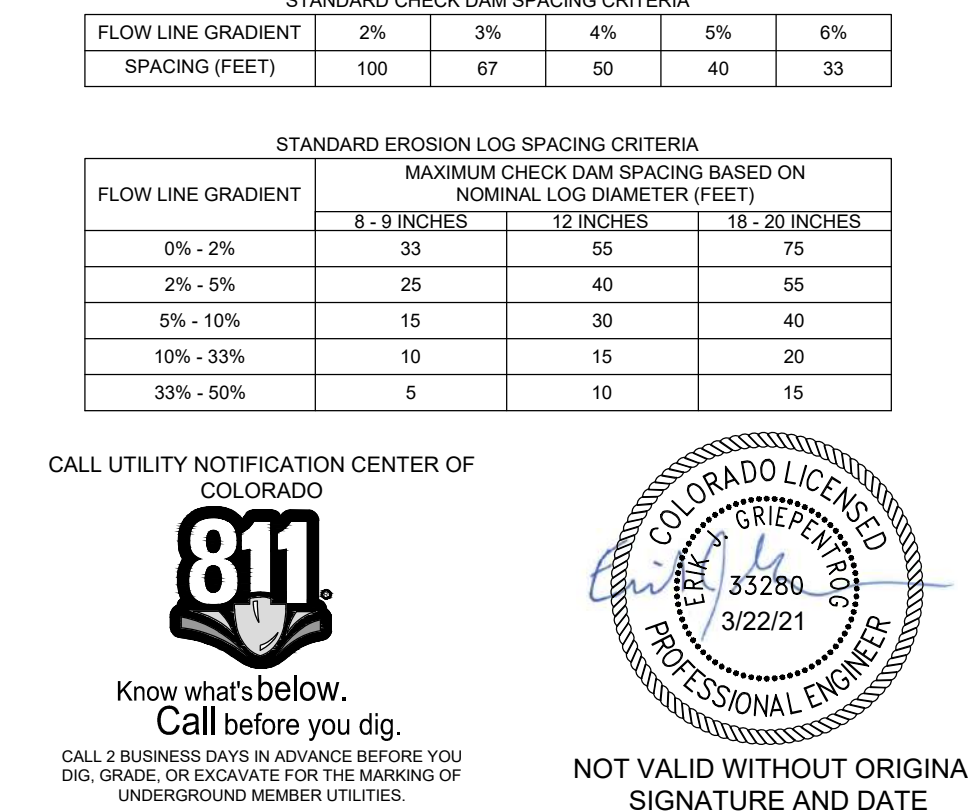 STANDARD CHECK DAM SPACING CRITERIA
FLOW LINE GRADIENT 2% 3% 4% 5% 6%
SPACING (FEET) 100 67 50 40 33
STANDARD EROSION LOG SPACING CRITERIA
FLOW LINE GRADIENT
MAXIMUM CHECK DAM SPACING BASED ON
NOMINAL LOG DIAMETER (FEET)
8 - 9 INCHES 12 INCHES 18 - 20 INCHES
0% - 2% 33 55 75
2% - 5% 25 40 55
5% - 10% 15 30 40
10% - 33% 10 15 20
33% - 50% 5 10 15
CALL UTILITY NOTIFICATION CENTER OF
COLORADO
811
Know what's below.
Call before you dig.
CALL 2 BUSINESS DAYS IN ADVANCE BEFORE YOU
DIG, GRADE, OR EXCAVATE FOR THE MARKING OF
UNDERGROUND MEMBER UTILITIES.
COLORADO LICENSED
ERIK J. GRIEPENTROG
33280
3/22/21
PROFESSIONAL ENGINEER
NOT VALID WITHOUT ORIGINA
SIGNATURE AND DATE